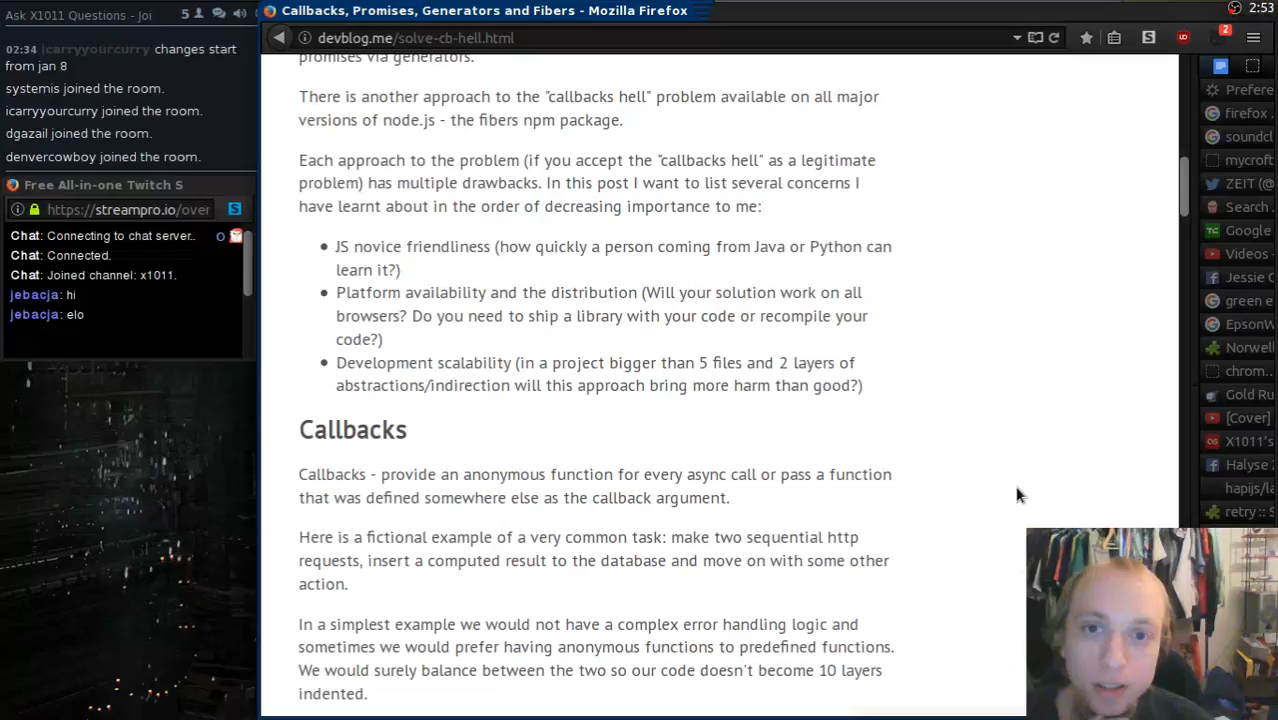 Ask X1011 Questions - Joi
5
02:34 icarryyourcurry changes start
from jan 8
systemis joined the room.
icarryyourcurry joined the room.
dgazail joined the room.
denvercowboy joined the room.
Free All-in-one Twitch S
https://streampro.io/over
Chat: Connecting to chat server..
Chat: Connected.
Chat: Joined channel: x1011.
jebacja: hi
jebacja: elo
Callbacks, Promises, Generators and Fibers - Mozilla Firefox
2:53
devblog.me/solve-cb-hell.html
2
promises via generators.
There is another approach to the "callbacks hell" problem available on all major
versions of node.js - the fibers npm package.
Each approach to the problem (if you accept the "callbacks hell" as a legitimate
problem) has multiple drawbacks. In this post I want to list several concerns I
have learnt about in the order of decreasing importance to me:
JS novice friendliness (how quickly a person coming from Java or Python can
learn it?)
Platform availability and the distribution (Will your solution work on all
browsers? Do you need to ship a library with your code or recompile your
code?)
Development scalability (in a project bigger than 5 files and 2 layers of
abstractions/indirection will this approach bring more harm than good?)
Callbacks
Callbacks - provide an anonymous function for every async call or pass a function
that was defined somewhere else as the callback argument.
Here is a fictional example of a very common task: make two sequential http
requests, insert a computed result to the database and move on with some other
action.
In a simplest example we would not have a complex error handling logic and
sometimes we would prefer having anonymous functions to predefined functions.
We would surely balance between the two so our code doesn't become 10 layers
indented.
Prefere
firefox
soundcl
mycroft
ZEIT (@
Search
Google
Videos -
Jessie C
green e
EpsonW
Norwell
chrom...
Gold Ru
[Cover]
X1011's
Halyse Z
hapijs/la
retry :: S